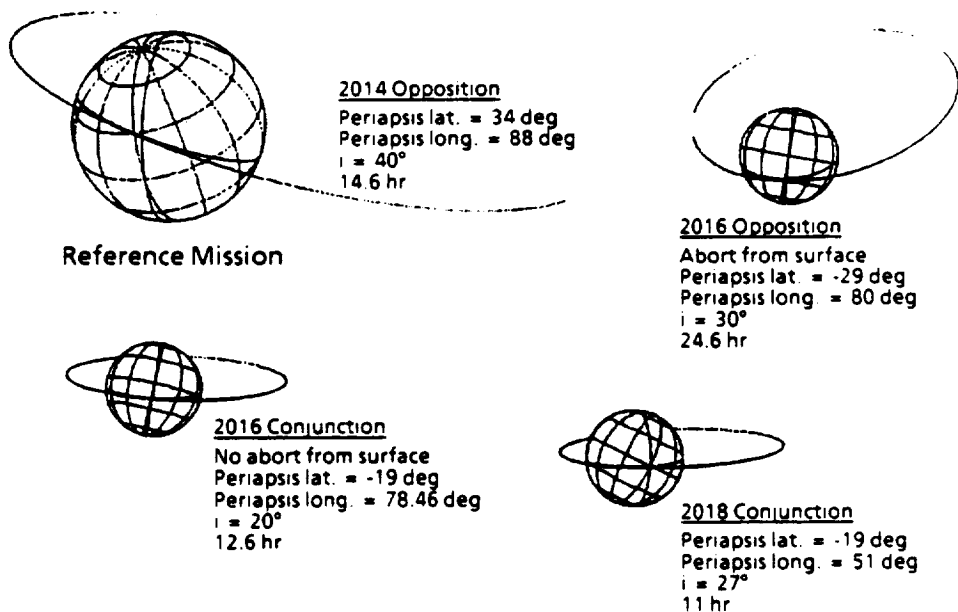 2014 Opposition
Periapsis lat. = 34 deg
Periapsis long. = 88 deg
i = 40°
14.6 hr
Reference Mission
2016 Opposition
Abort from surface
Periapsis lat. = -29 deg
Periapsis long. = 80 deg
i = 30°
24.6 hr
2016 Conjunction
No abort from surface
Periapsis lat. = -19 deg
Periapsis long. = 78.46 deg
i = 20°
12.6 hr
2018 Conjunction
Periapsis lat. = -19 deg
Periapsis long. = 51 deg
i = 27°
11 hr